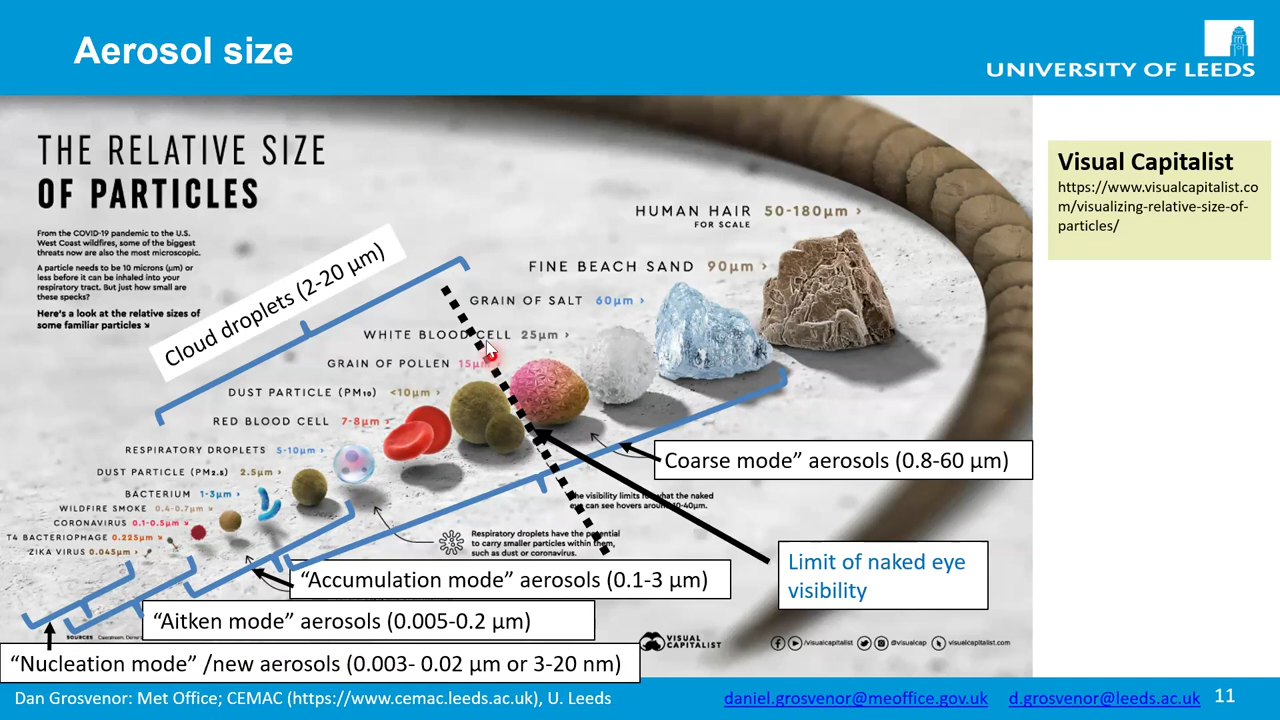 Aerosol size
UNIVERSITY OF LEEDS
THE RELATIVE SIZE
OF PARTICLES
From the COVID-19 pandemic to the U.S.
West Coast wildfires, some of the biggest
threats now are also the most microscopic.
A particle needs to be 10 microns (µm) or
less before it can be inhaled into your
respiratory tract. But just how small are
these specks?
Here's a look at the relative sizes of
some familiar particles ↘
Visual Capitalist
https://www.visualcapitalist.co
m/visualizing-relative-size-of-
particles/
HUMAN HAIR 50-180µm ›
FOR SCALE
FINE BEACH SAND 90µm ›
GRAIN OF SALT 60µm ›
WHITE BLOOD CELL 25µm ›
GRAIN OF POLLEN 15µm
DUST PARTICLE (PM₁₀) <10µm ›
RED BLOOD CELL 7-8µm ›
RESPIRATORY DROPLETS 5-10µm ›
DUST PARTICLE (PM₂.₅) 2.5µm ›
BACTERIUM 1-3µm ›
WILDFIRE SMOKE 0.4-0.7µm ›
CORONAVIRUS 0.1-0.5µm ↘
T4 BACTERIOPHAGE 0.225µm ↘
ZIKA VIRUS 0.045µm ›
Cloud droplets (2-20 µm)
Coarse mode” aerosols (0.8-60 µm)
The visibility limits for what the naked
eye can see hovers around 10-40µm.
Respiratory droplets have the potential
to carry smaller particles within them,
such as dust or coronavirus.
Limit of naked eye
visibility
“Accumulation mode” aerosols (0.1-3 µm)
“Aitken mode” aerosols (0.005-0.2 µm)
SOURCES
VISUAL
CAPITALIST
/visualcapitalist @visualcap visualcapitalist.com
“Nucleation mode” /new aerosols (0.003- 0.02 µm or 3-20 nm)
Dan Grosvenor: Met Office; CEMAC (https://www.cemac.leeds.ac.uk), U. Leeds daniel.grosvenor@meoffice.gov.uk d.grosvenor@leeds.ac.uk 11